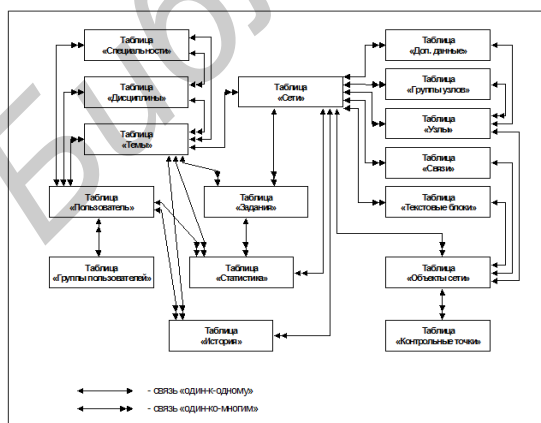 Таблица
«Специальности»
Таблица
«Доп. данные»
Таблица
«Дисциплины»
Таблица
«Сети»
Таблица
«Группы узлов»
Таблица
«Темы»
Таблица
«Узлы»
Таблица
«Связи»
Таблица
«Пользователь»
Таблица
«Задания»
Таблица
«Текстовые блоки»
Таблица
«Группы пользователей»
Таблица
«Статистика»
Таблица
«Объекты сети»
Таблица
«История»
Таблица
«Контрольные точки»
- связь «один-к-одному»
- связь «один-ко-многим»